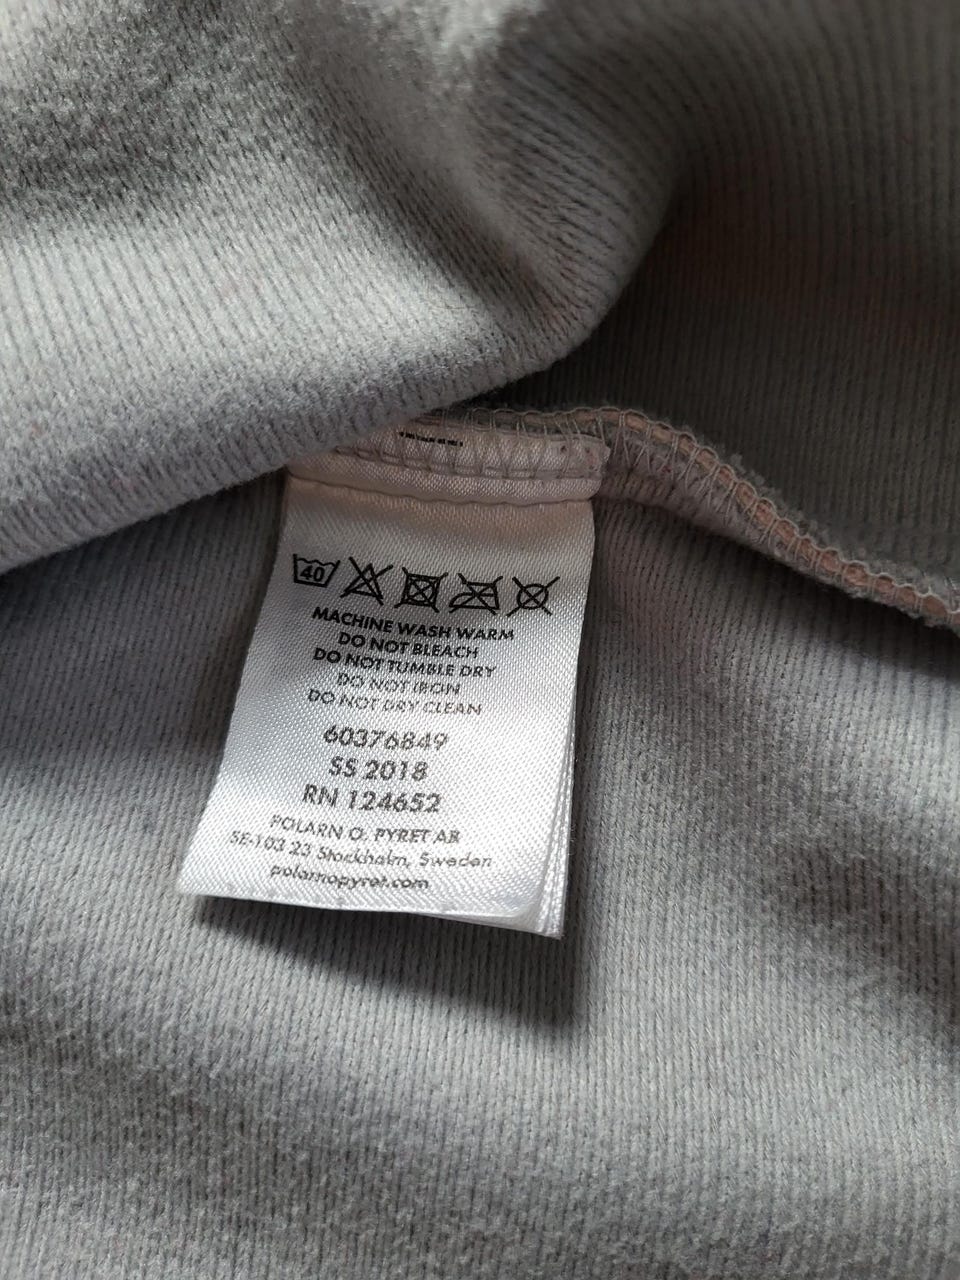 40
MACHINE WASH WARM
DO NOT BLEACH
DO NOT TUMBLE DRY
DO NOT IRON
DO NOT DRY CLEAN
60376849
SS 2018
RN 124652
POLARN O. PYRET AB
SE-103 23 Stockholm, Sweden
polarnopyret.com